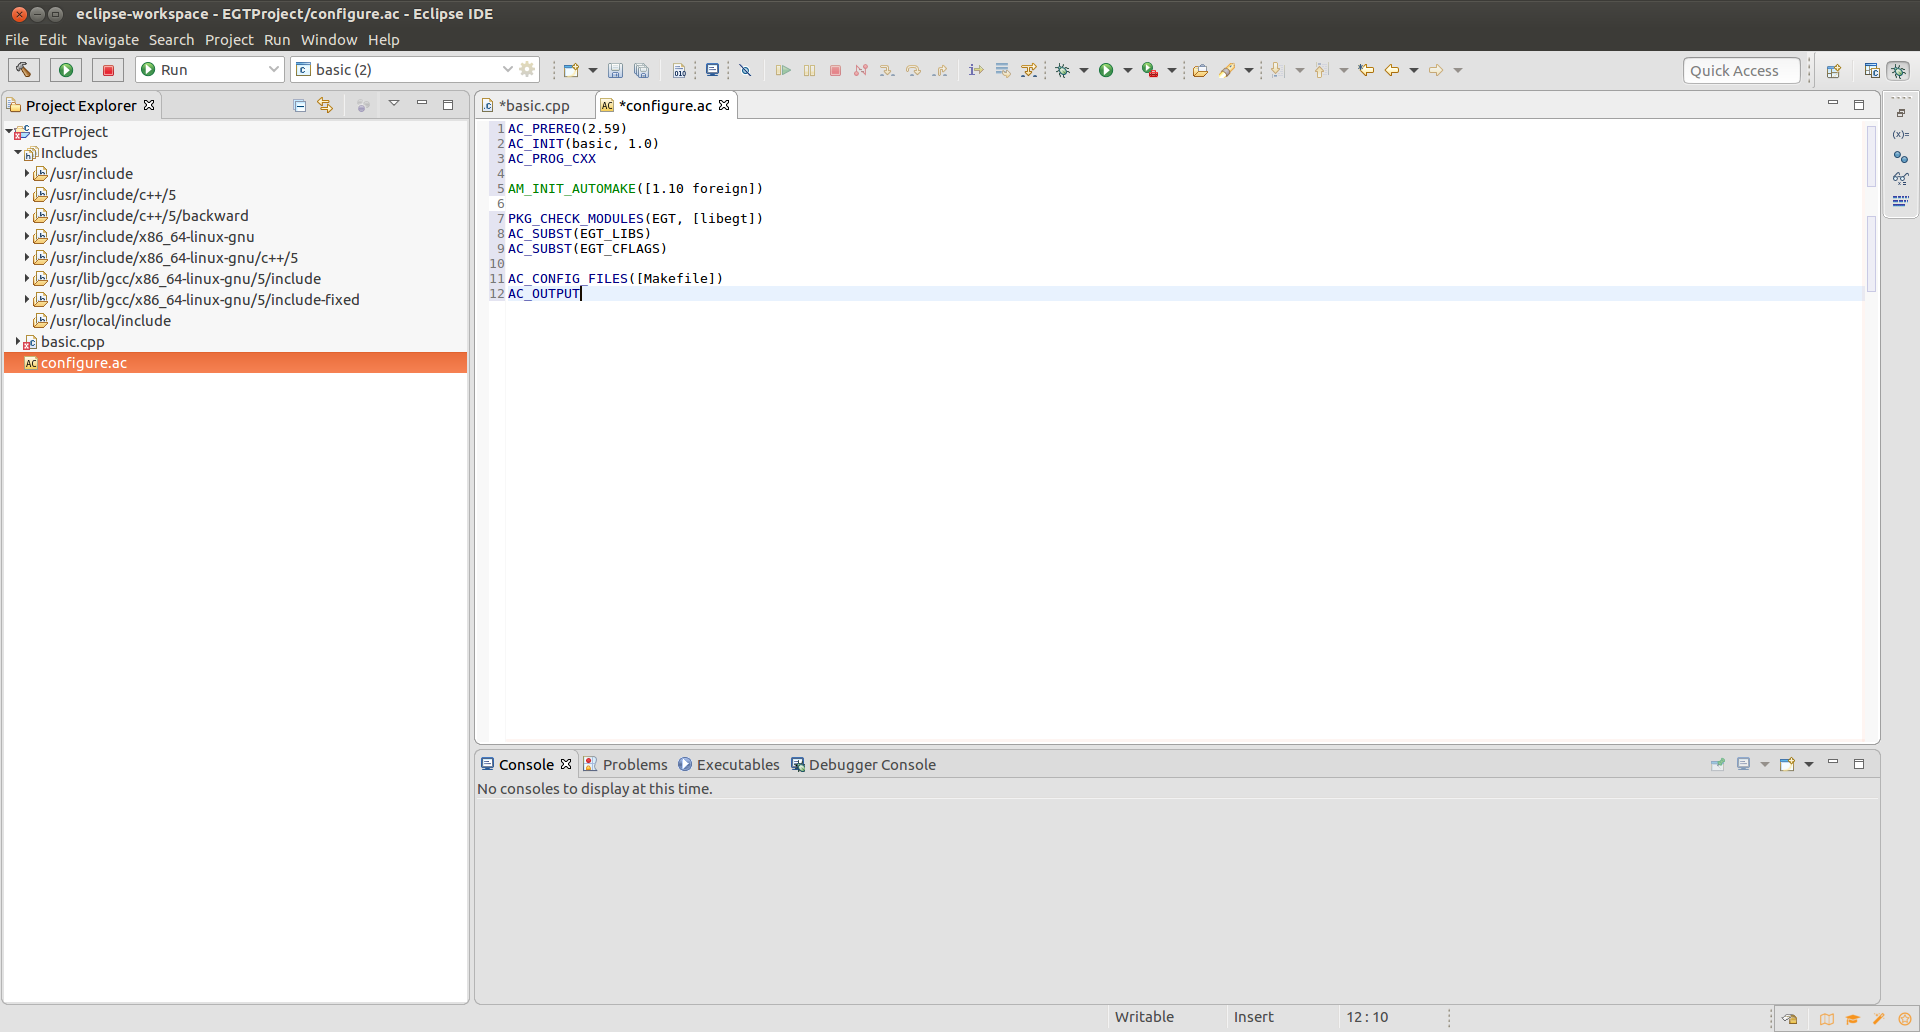 eclipse-workspace - EGTProject/configure.ac - Eclipse IDE
File Edit Navigate Search Project Run Window Help
Run
basic (2)
Quick Access
Project Explorer
EGTProject
Includes
/usr/include
/usr/include/c++/5
/usr/include/c++/5/backward
/usr/include/x86_64-linux-gnu
/usr/include/x86_64-linux-gnu/c++/5
/usr/lib/gcc/x86_64-linux-gnu/5/include
/usr/lib/gcc/x86_64-linux-gnu/5/include-fixed
/usr/local/include
basic.cpp
configure.ac
*basic.cpp
*configure.ac
1 AC_PREREQ(2.59)
2 AC_INIT(basic, 1.0)
3 AC_PROG_CXX
4
5 AM_INIT_AUTOMAKE([1.10 foreign])
6
7 PKG_CHECK_MODULES(EGT, [libegt])
8 AC_SUBST(EGT_LIBS)
9 AC_SUBST(EGT_CFLAGS)
10
11 AC_CONFIG_FILES([Makefile])
12 AC_OUTPUT
Console Problems Executables Debugger Console
No consoles to display at this time.
Writable Insert 12 : 10